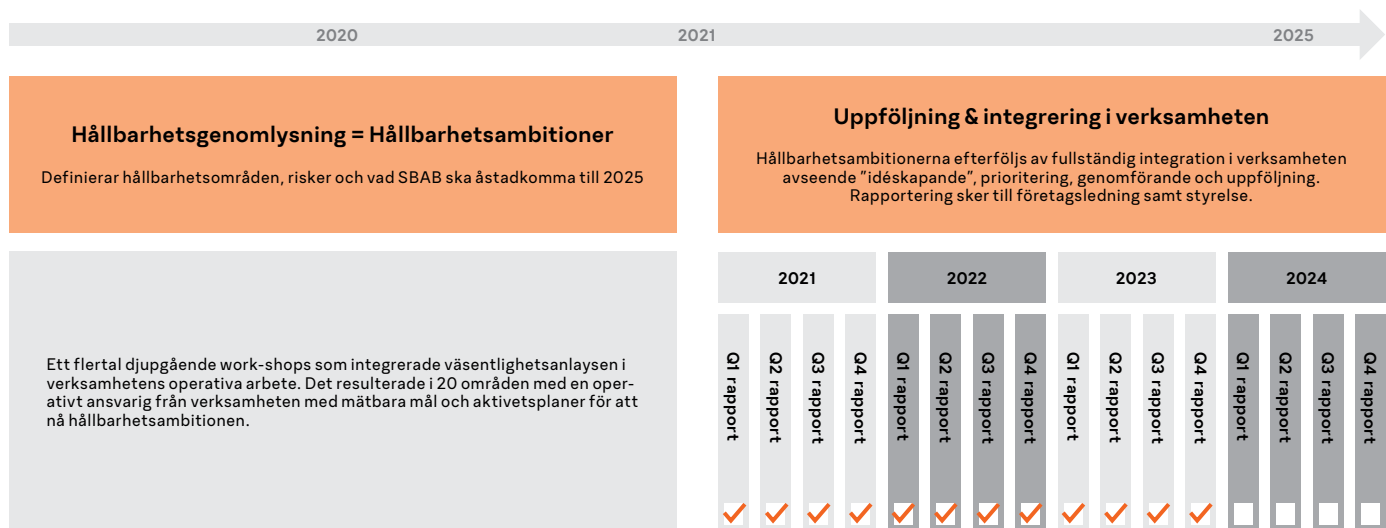 2020
2021
2025
Hållbarhetsgenomlysning = Hållbarhetsambitioner
Definierar hållbarhetsområden, risker och vad SBAB ska åstadkomma till 2025
Uppföljning & integrering i verksamheten
Hållbarhetsambitionerna efterföljs av fullständig integration i verksamheten
avseende ”idéskapande”, prioritering, genomförande och uppföljning.
Rapportering sker till företagsledning samt styrelse.
Ett flertal djupgående work-shops som integrerade väsentlighetsanlaysen i
verksamhetens operativa arbete. Det resulterade i 20 områden med en oper-
ativt ansvarig från verksamheten med mätbara mål och aktivetsplaner för att
nå hållbarhetsambitionen.
2021
2022
2023
2024
Q1 rapport
Q2 rapport
Q3 rapport
Q4 rapport
Q1 rapport
Q2 rapport
Q3 rapport
Q4 rapport
Q1 rapport
Q2 rapport
Q3 rapport
Q4 rapport
Q1 rapport
Q2 rapport
Q3 rapport
Q4 rapport